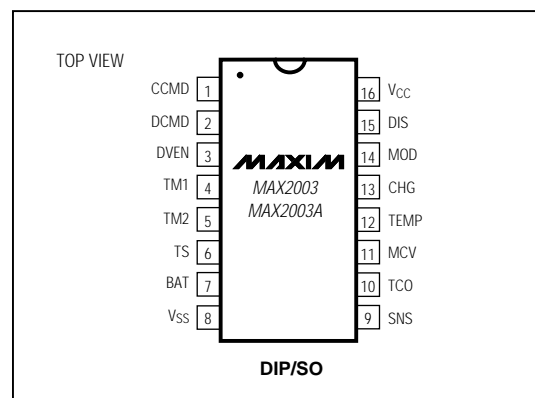 TOP VIEW
CCMD 1
DCMD 2
DVEN 3
TM1 4
TM2 5
TS 6
BAT 7
VSS 8
MAXIM
MAX2003
MAX2003A
16 VCC
15 DIS
14 MOD
13 CHG
12 TEMP
11 MCV
10 TCO
9 SNS
DIP/SO